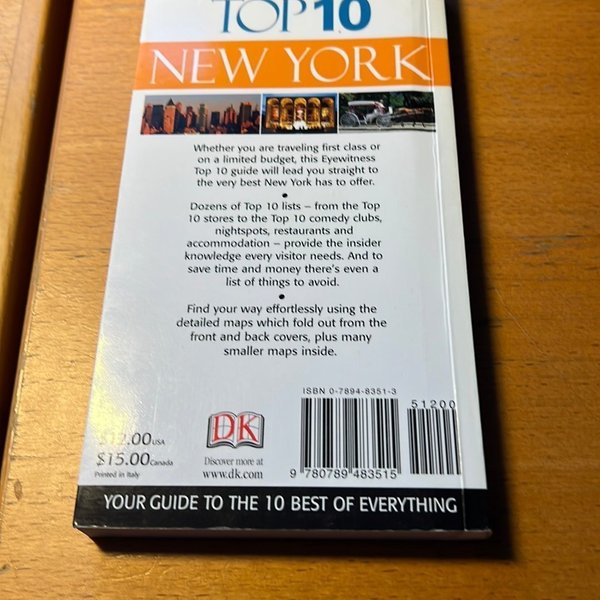 TOP 10
NEW YORK
Whether you are traveling first class or
on a limited budget, this Eyewitness
Top 10 guide will lead you straight to
the very best New York has to offer.
•
Dozens of Top 10 lists – from the Top
10 stores to the Top 10 comedy clubs,
nightspots, restaurants and
accommodation – provide the insider
knowledge every visitor needs. And to
save time and money there's even a
list of things to avoid.
•
Find your way effortlessly using the
detailed maps which fold out from the
front and back covers, plus many
smaller maps inside.
ISBN 0-7894-8351-3
51200
$12.00 USA
$15.00 Canada
Printed in Italy
DK
Discover more at
www.dk.com
9 780789 483515
YOUR GUIDE TO THE 10 BEST OF EVERYTHING